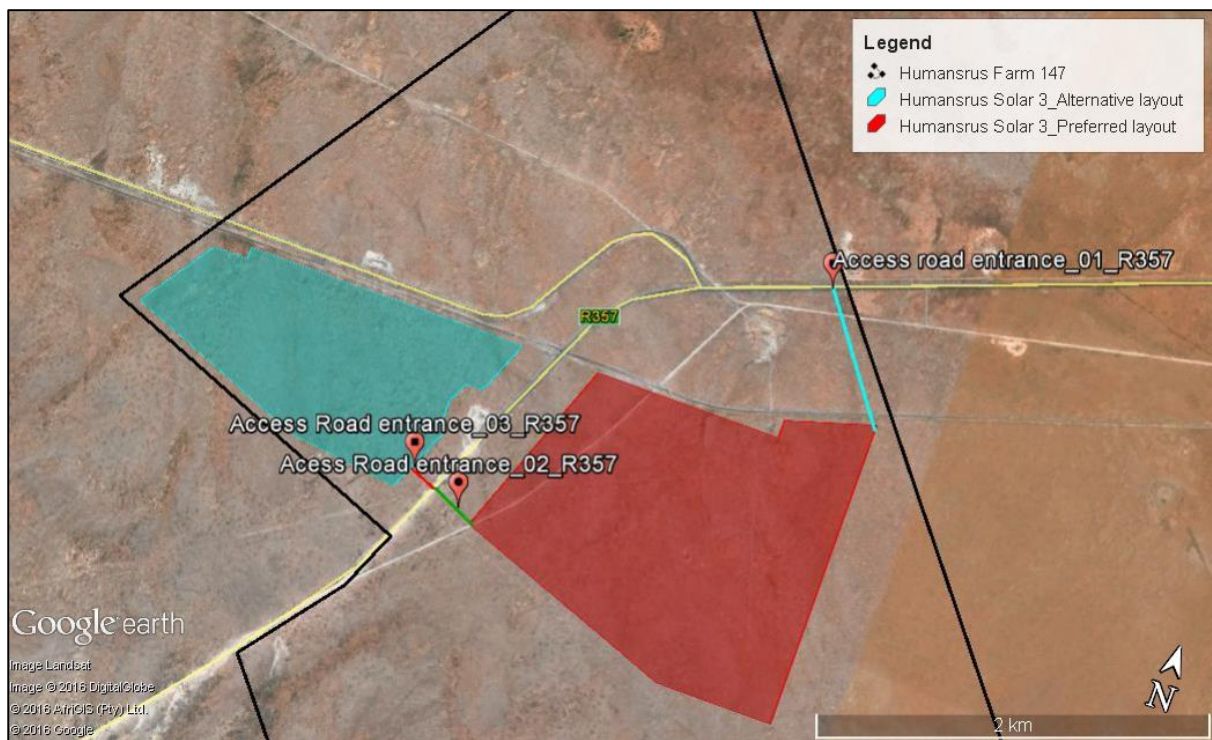 Legend
Humansrus Farm 147
Humansrus Solar 3_Alternative layout
Humansrus Solar 3_Preferred layout
Access road entrance_01_R357
R357
Access Road entrance_03_R357
Acess Road entrance_02_R357
Google earth
Image Landsat
Image © 2016 DigitalGlobe
© 2016 AfriGIS (Pty) Ltd.
© 2016 Google
N
2 km